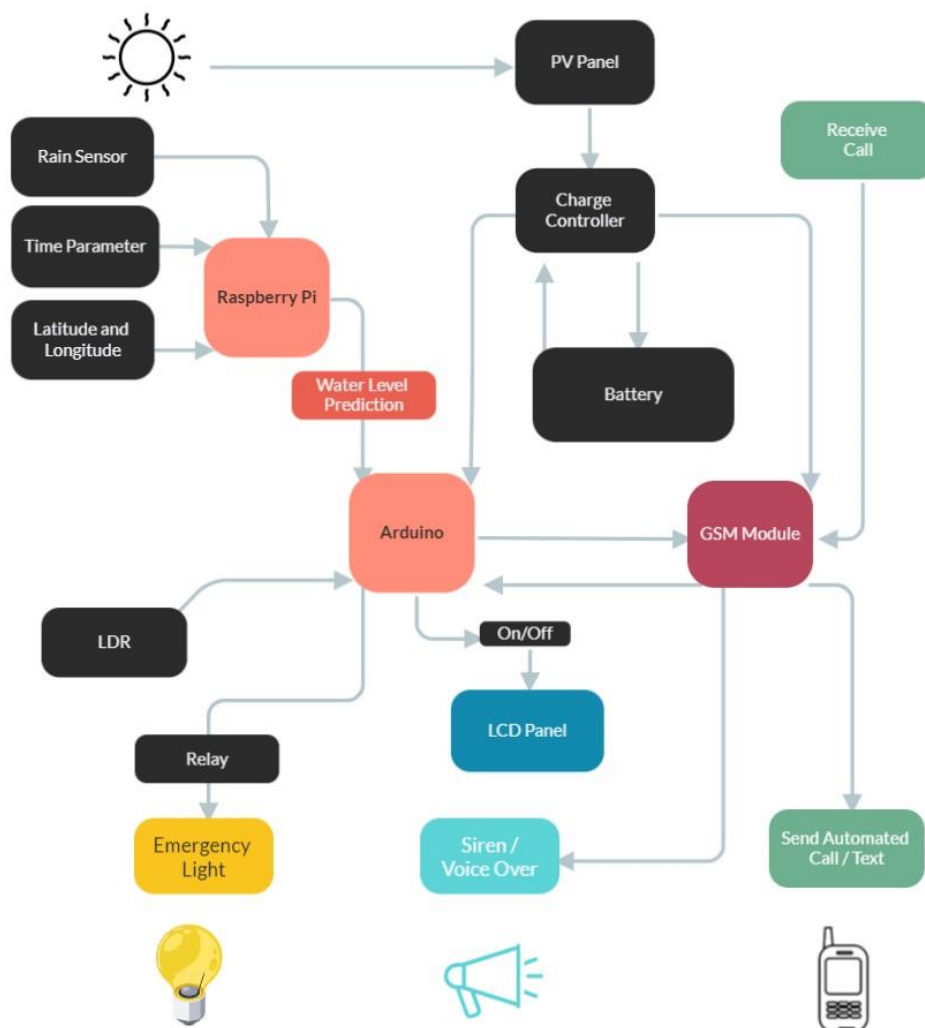 PV Panel
Receive
Call
Rain Sensor
Charge
Controller
Time Parameter
Raspberry Pi
Latitude and
Longitude
Water Level
Prediction
Battery
Arduino
GSM Module
LDR
On/Off
LCD Panel
Relay
Emergency
Light
Siren /
Voice Over
Send Automated
Call / Text